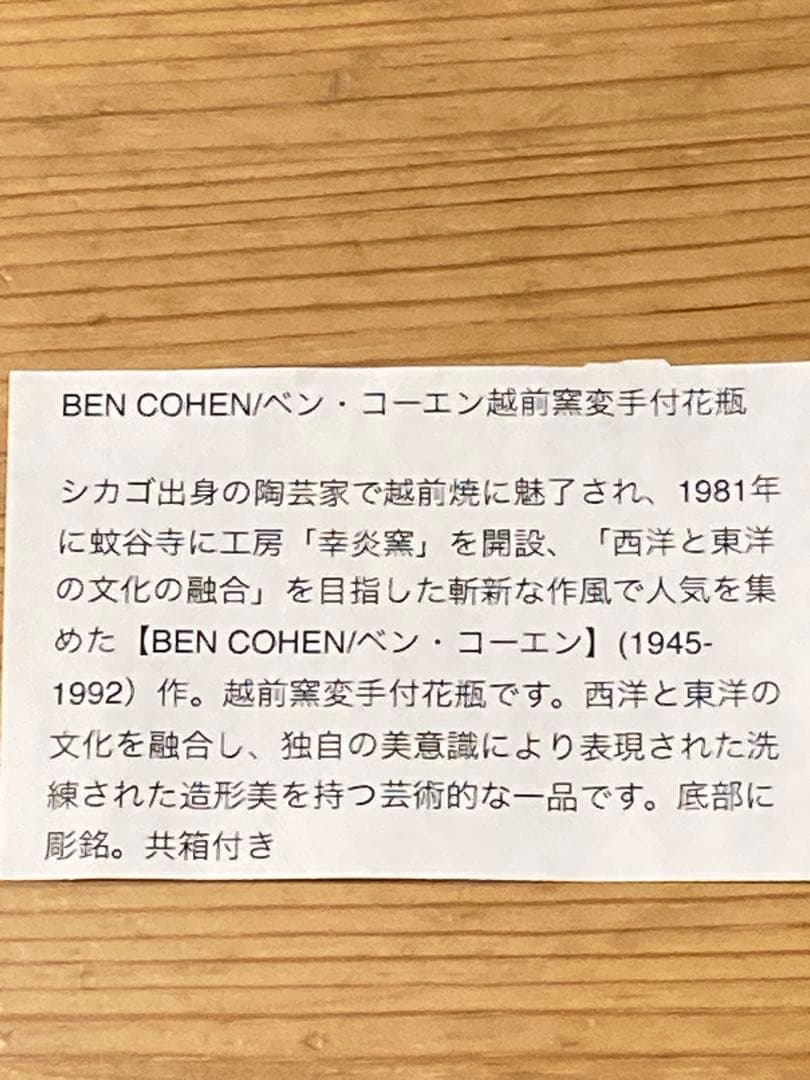 BEN COHEN/ベン・コーエン越前窯変手付花瓶
シカゴ出身の陶芸家で越前焼に魅了され、1981年
に蚊谷寺に工房「幸炎窯」を開設、「西洋と東洋
の文化の融合」を目指した斬新な作風で人気を集
めた【BEN COHEN/ベン・コーエン】(1945-
1992）作。越前窯変手付花瓶です。西洋と東洋の
文化を融合し、独自の美意識により表現された洗
練された造形美を持つ芸術的な一品です。底部に
彫銘。共箱付き